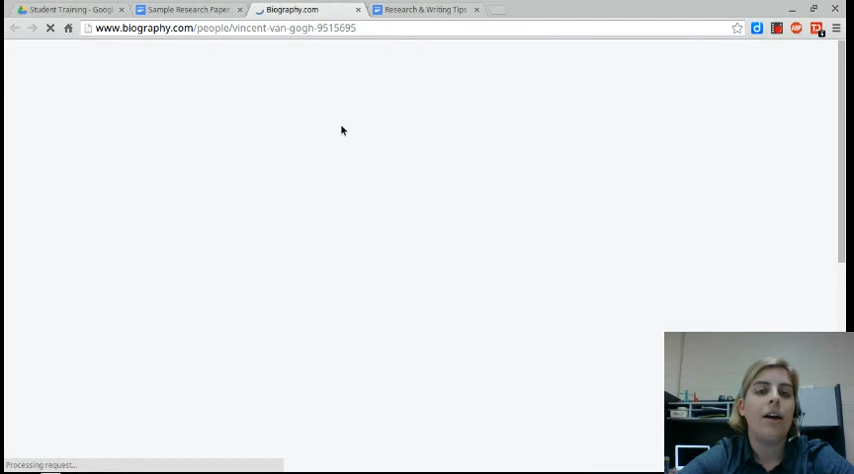 Student Training - Googl
Sample Research Paper
Biography.com
Research & Writing Tips
www.biography.com/people/vincent-van-gogh-9515695
ABP
Processing request...